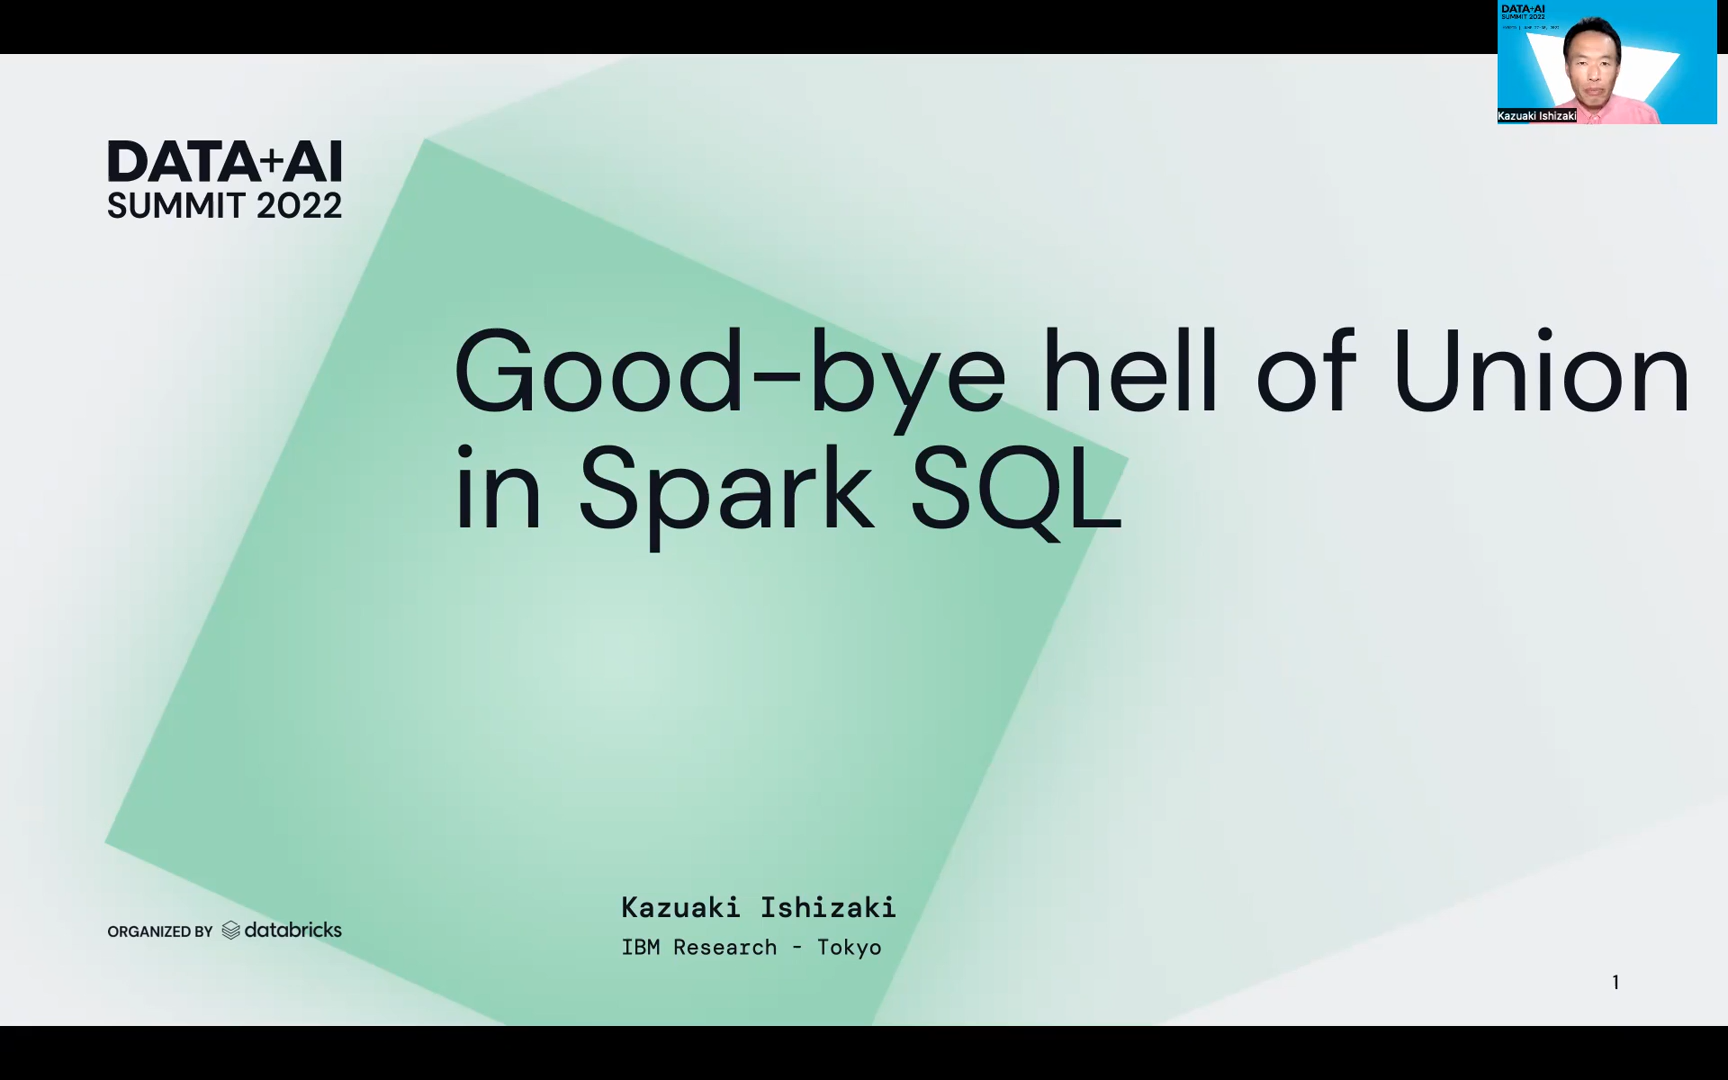 DATA+AI
SUMMIT 2022
Kazuaki Ishizaki
DATA+AI
SUMMIT 2022
Good-bye hell of Union
in Spark SQL
Kazuaki Ishizaki
IBM Research - Tokyo
ORGANIZED BY databricks
1